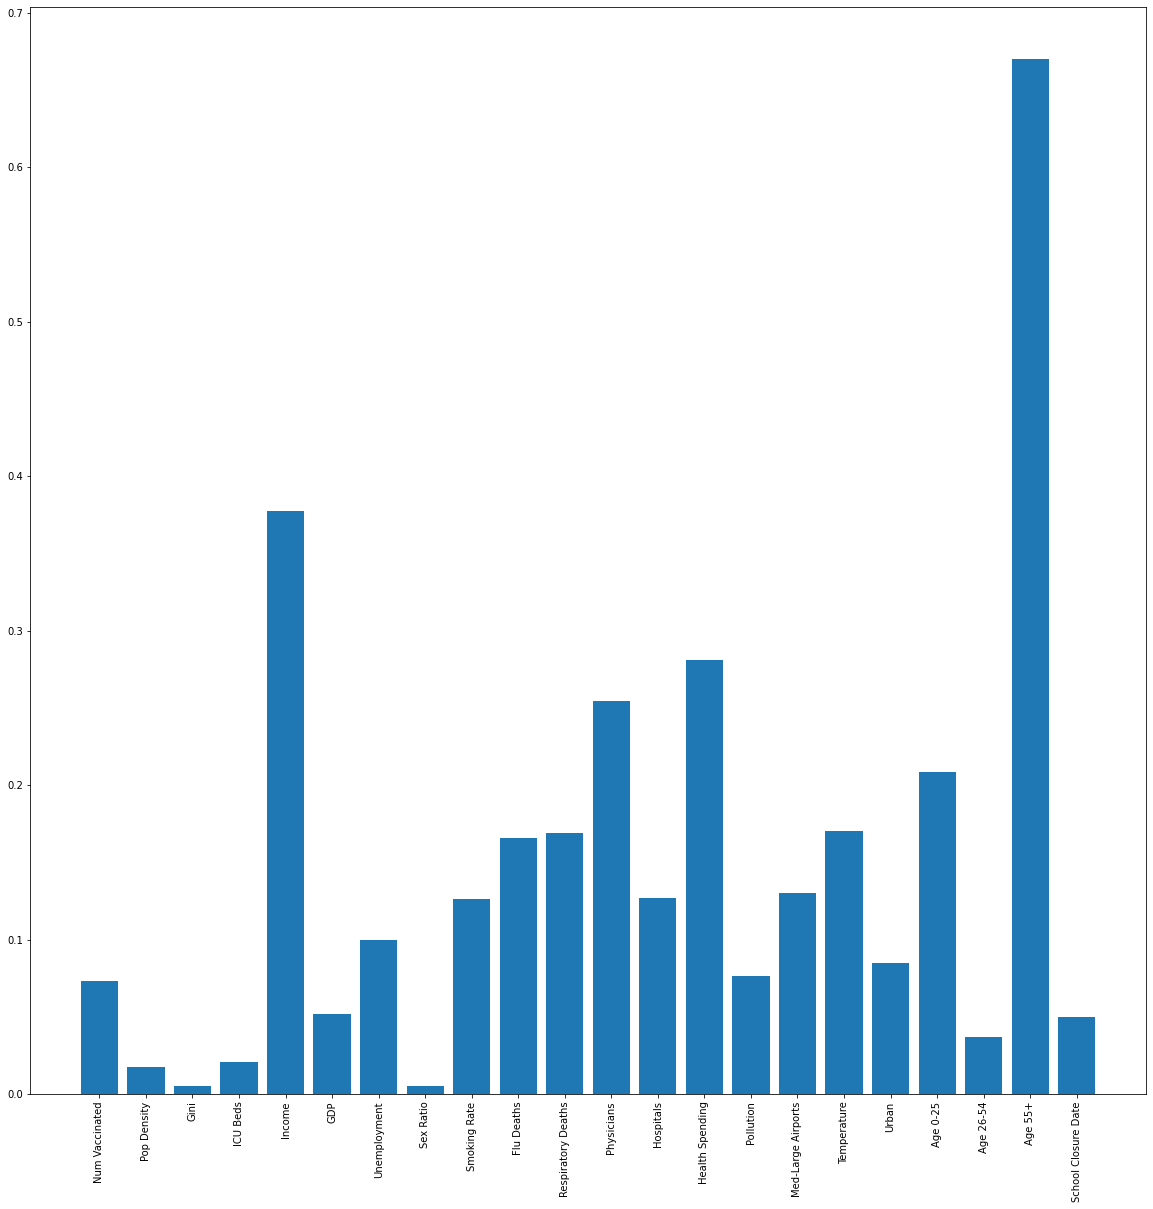 0.7
0.6
0.5
0.4
0.3
0.2
0.1
0.0
Num Vaccinated
Pop Density
Gini
ICU Beds
Income
GDP
Unemployment
Sex Ratio
Smoking Rate
Flu Deaths
Respiratory Deaths
Physicians
Hospitals
Health Spending
Pollution
Med-Large Airports
Temperature
Urban
Age 0-25
Age 26-54
Age 55+
School Closure Date